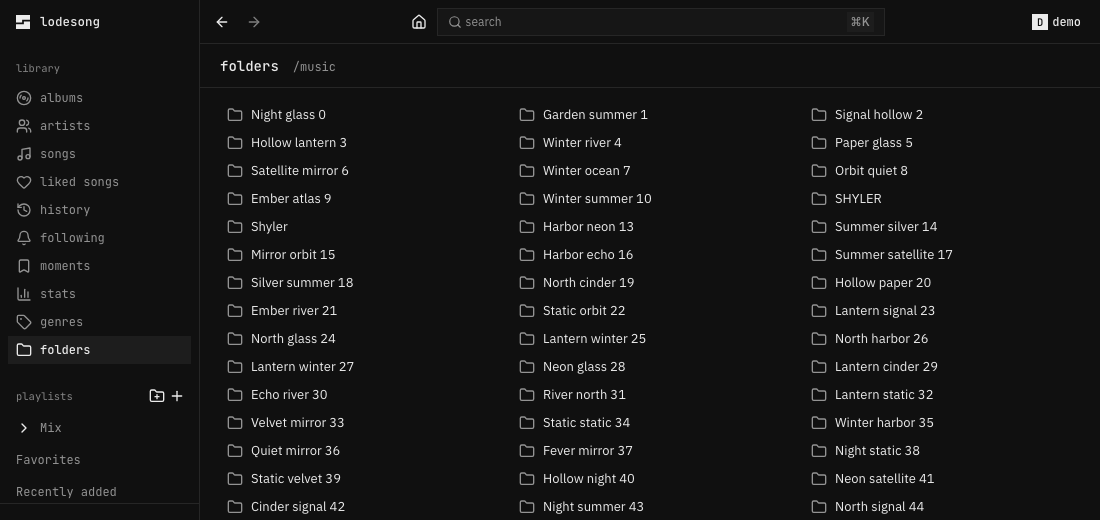 lodesong
search
⌘K
D demo
library
albums
artists
songs
liked songs
history
following
moments
stats
genres
folders
playlists
Mix
Favorites
Recently added
folders /music
Night glass 0
Garden summer 1
Signal hollow 2
Hollow lantern 3
Winter river 4
Paper glass 5
Satellite mirror 6
Winter ocean 7
Orbit quiet 8
Ember atlas 9
Winter summer 10
SHYLER
Shyler
Harbor neon 13
Summer silver 14
Mirror orbit 15
Harbor echo 16
Summer satellite 17
Silver summer 18
North cinder 19
Hollow paper 20
Ember river 21
Static orbit 22
Lantern signal 23
North glass 24
Lantern winter 25
North harbor 26
Lantern winter 27
Neon glass 28
Lantern cinder 29
Echo river 30
River north 31
Lantern static 32
Velvet mirror 33
Static static 34
Winter harbor 35
Quiet mirror 36
Fever mirror 37
Night static 38
Static velvet 39
Hollow night 40
Neon satellite 41
Cinder signal 42
Night summer 43
North signal 44